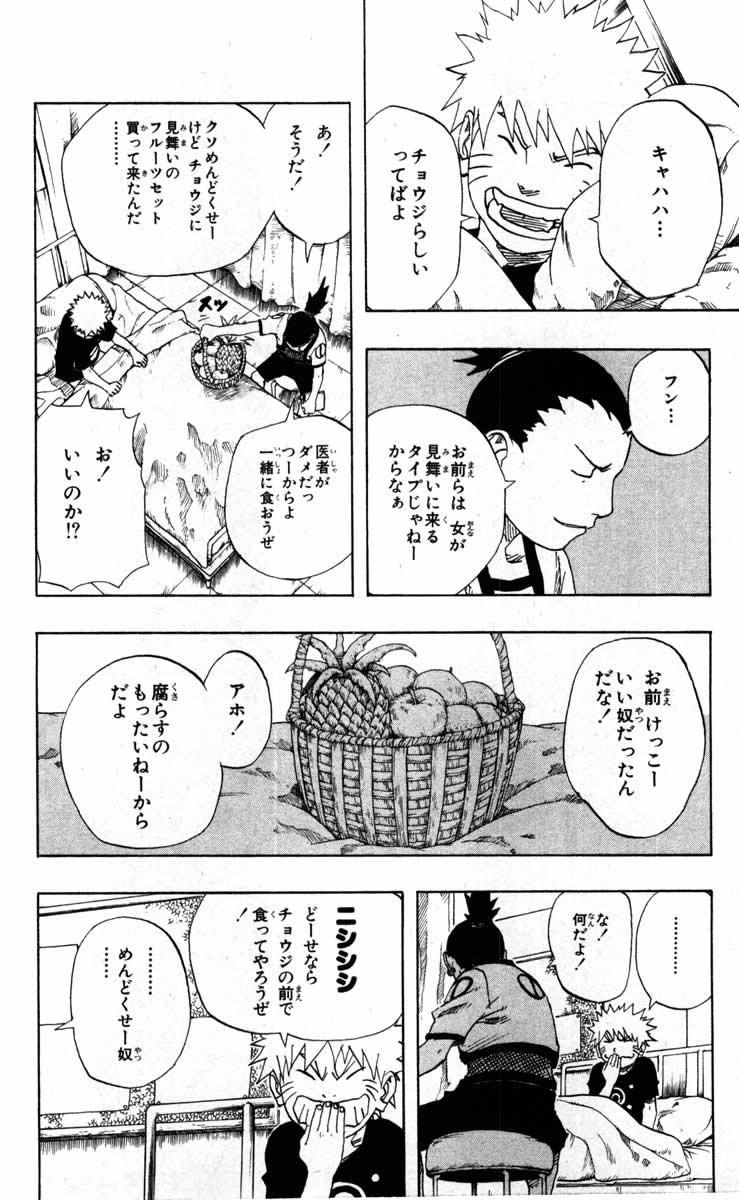 キャハハ…
チョウジらしい
ってばよ
フン…
お前らは 女が
見舞いに来る
タイプじゃねー
からなぁ
あ!
そうだ!
クソめんどくせー
けど チョウジに
見舞いの
フルーツセット
買って来たんだ
スッ
医者が
ダメだっ
つーからよ
一緒に食おうぜ
お!
いいのか!?
お前 けっこー
いい奴だったん
だな!
アホ!
腐らすの
もったいねーから
だよ
………
な!
何だよ!
ニシシシ
どーせなら
チョウジの前で
食ってやろうぜ
!
………
めんどくせー奴
………